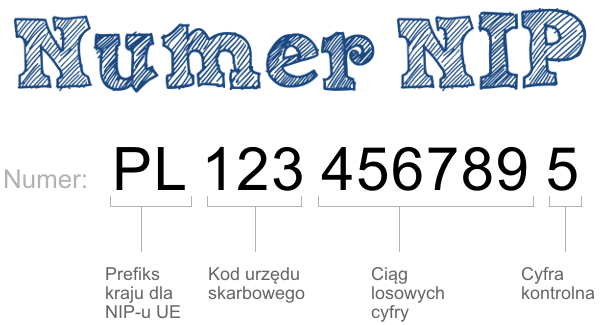 Numer NIP
Numer: PL 123 456789 5
Prefiks
kraju dla
NIP-u UE
Kod urzędu
skarbowego
Ciąg
losowych
cyfry
Cyfra
kontrolna